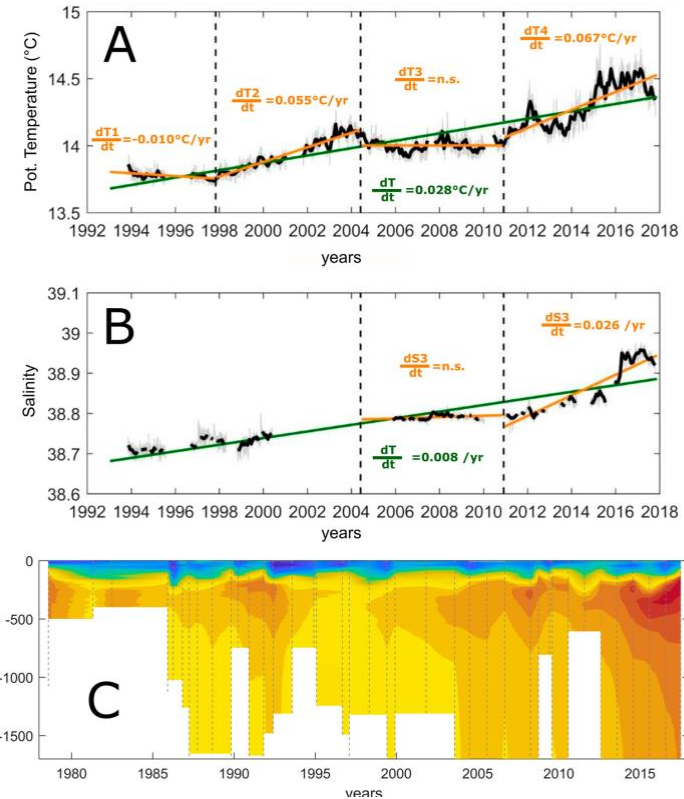 A
15
14.5
14
13.5
Pot. Temperature (°C)
dT1/dt =-0.010°C/yr
dT2/dt =0.055°C/yr
dT3/dt =n.s.
dT4/dt =0.067°C/yr
dT/dt =0.028°C/yr
1992 1994 1996 1998 2000 2002 2004 2006 2008 2010 2012 2014 2016 2018
years
B
39.1
39
38.9
38.8
38.7
38.6
Salinity
dS3/dt =n.s.
dS3/dt =0.026 /yr
dT/dt =0.008 /yr
1992 1994 1996 1998 2000 2002 2004 2006 2008 2010 2012 2014 2016 2018
years
C
0
-500
-1000
-1500
1980 1985 1990 1995 2000 2005 2010 2015
years